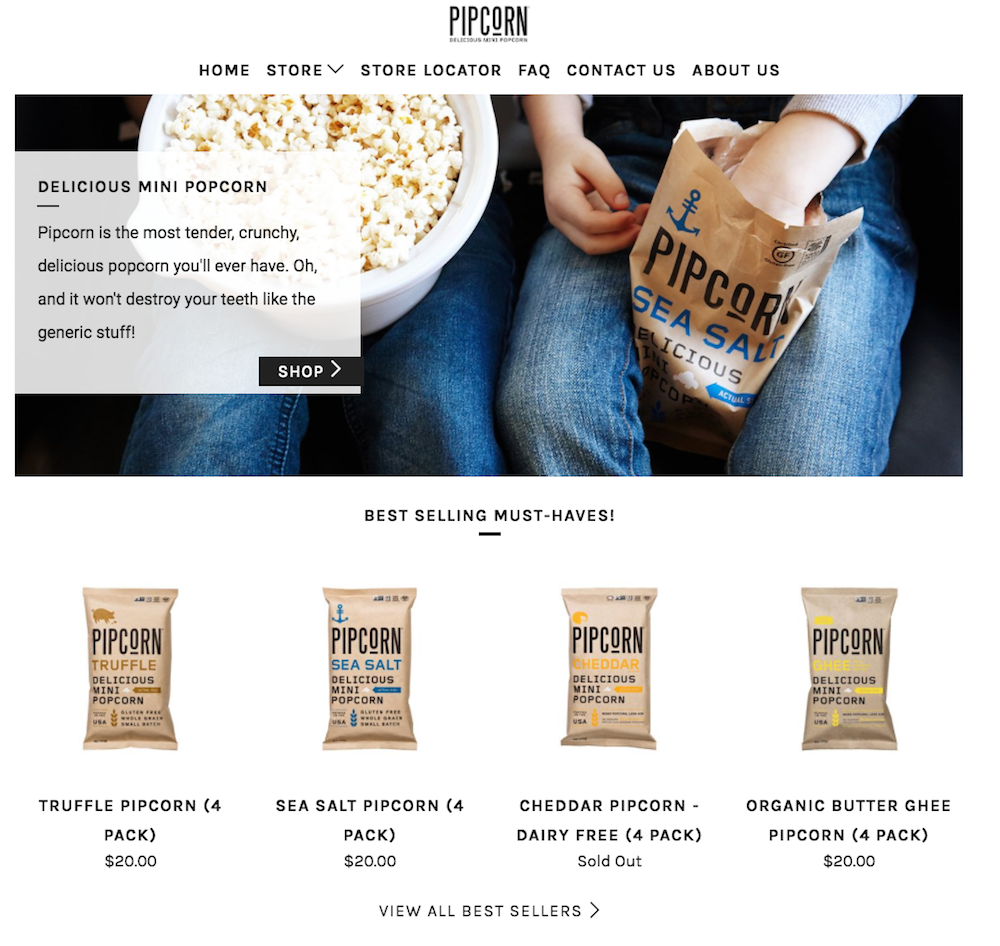 PIPCORN
DELICIOUS MINI POPCORN
HOME STORE STORE LOCATOR FAQ CONTACT US ABOUT US
DELICIOUS MINI POPCORN
Pipcorn is the most tender, crunchy,
delicious popcorn you'll ever have. Oh,
and it won't destroy your teeth like the
generic stuff!
SHOP
GF
PIPCORN
SEA SALT
DELICIOUS
MINI
POPCORN
ACTUAL
BEST SELLING MUST-HAVES!
PIPCORN
TRUFFLE
DELICIOUS
MINI
POPCORN
USA
GLUTEN FREE
WHOLE GRAIN
SMALL BATCH
PIPCORN
SEA SALT
DELICIOUS
MINI
POPCORN
USA
GLUTEN FREE
WHOLE GRAIN
SMALL BATCH
PIPCORN
CHEDDAR
DELICIOUS
MINI
POPCORN
USA
PIPCORN
GHEE
DELICIOUS
MINI
POPCORN
USA
TRUFFLE PIPCORN (4
PACK)
$20.00
SEA SALT PIPCORN (4
PACK)
$20.00
CHEDDAR PIPCORN -
DAIRY FREE (4 PACK)
Sold Out
ORGANIC BUTTER GHEE
PIPCORN (4 PACK)
$20.00
VIEW ALL BEST SELLERS